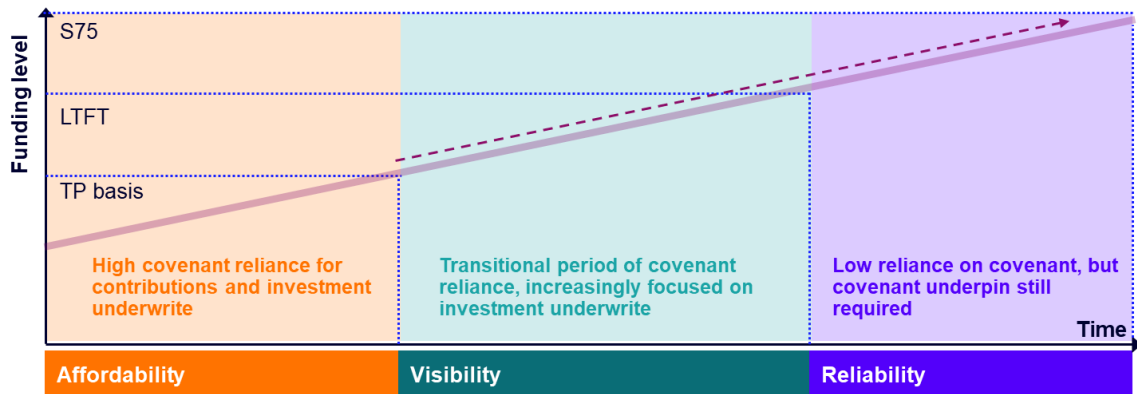 Funding level
S75
LTFT
TP basis
High covenant reliance for
contributions and investment
underwrite
Transitional period of covenant
reliance, increasingly focused on
investment underwrite
Low reliance on covenant, but
covenant underpin still
required
Time
Affordability
Visibility
Reliability